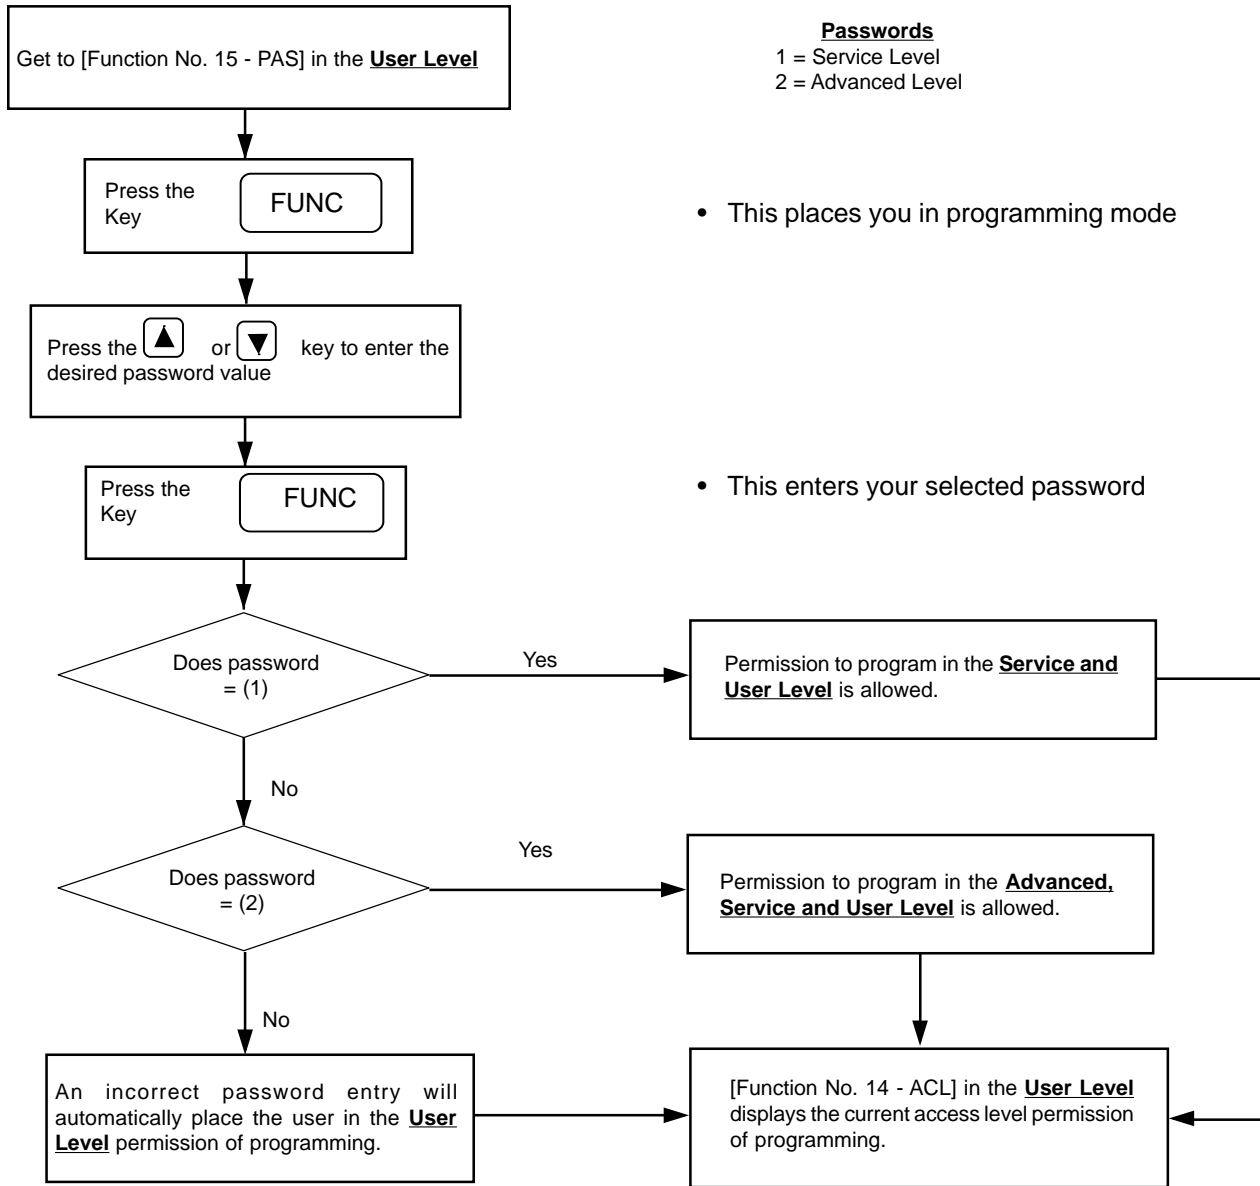 Get to [Function No. 15 - PAS] in the User Level
Passwords
1 = Service Level
2 = Advanced Level
Press the
Key
FUNC
• This places you in programming mode
Press the ▲ or ▼ key to enter the
desired password value
Press the
Key
FUNC
• This enters your selected password
Does password
= (1)
Yes
Permission to program in the Service and
User Level is allowed.
No
Does password
= (2)
Yes
Permission to program in the Advanced,
Service and User Level is allowed.
No
An incorrect password entry will
automatically place the user in the User
Level permission of programming.
[Function No. 14 - ACL] in the User Level
displays the current access level permission
of programming.